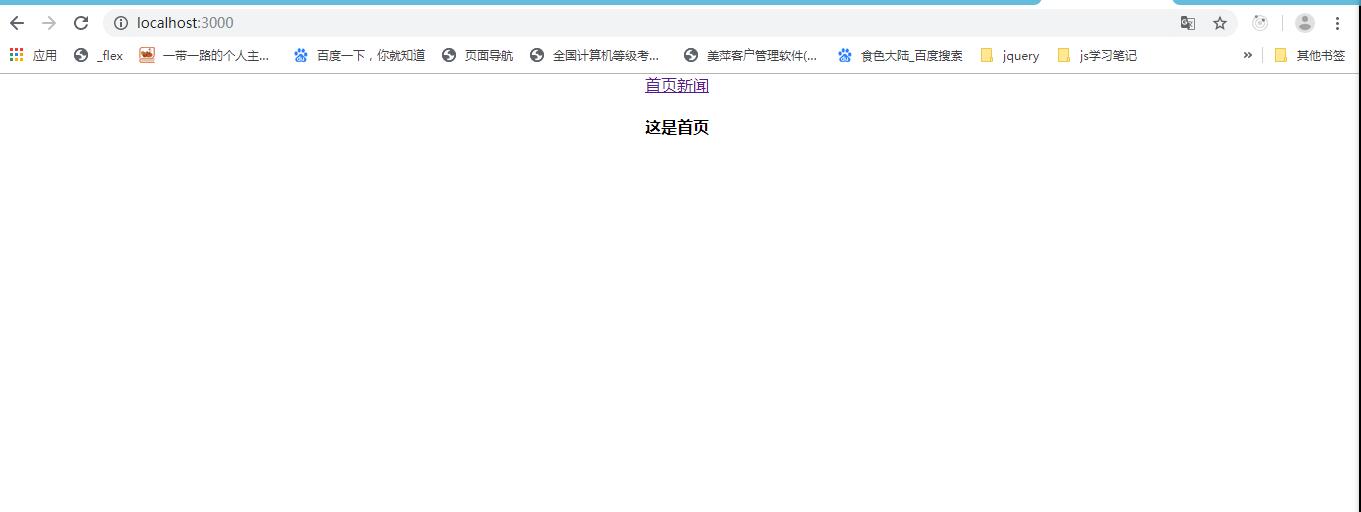 localhost:3000
应用 _flex 一带一路的个人主... 百度一下，你就知道 页面导航 全国计算机等级考... 美萍客户管理软件(... 食色大陆_百度搜索 jquery js学习笔记 » 其他书签
首页新闻
这是首页